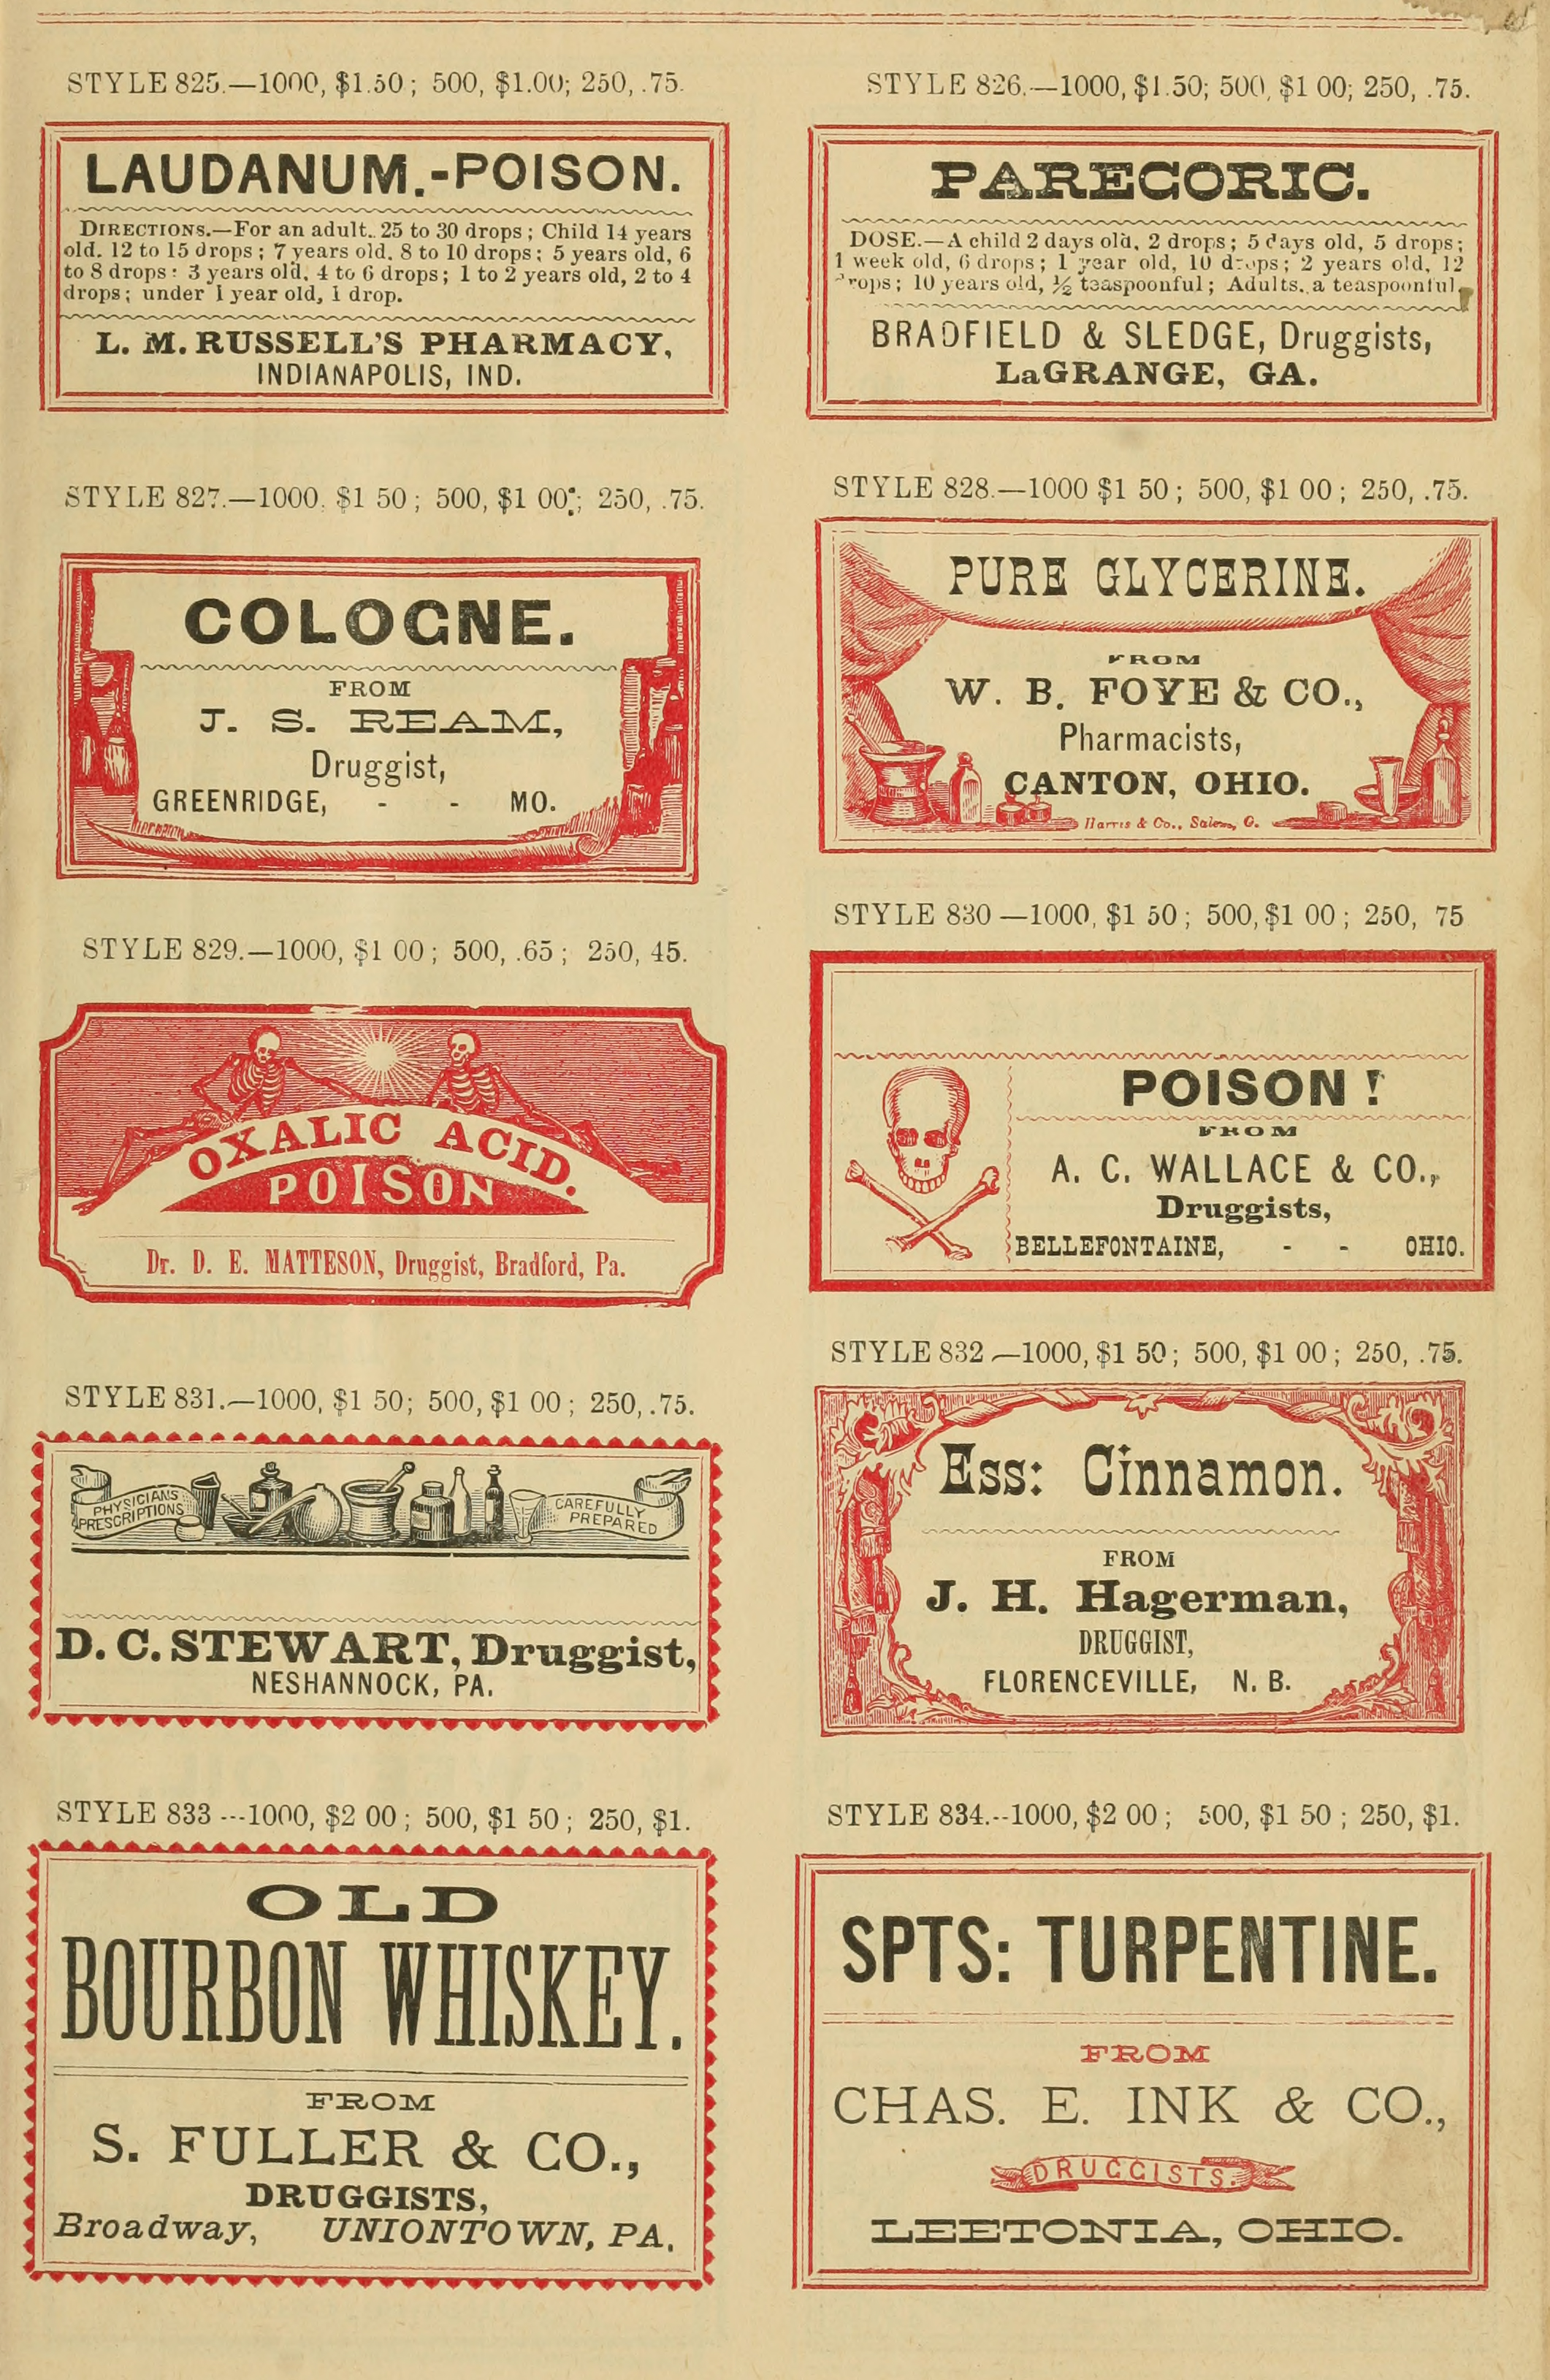 STYLE 825.—1000, $1.50; 500, $1.00; 250, .75.
LAUDANUM.-POISON.
DIRECTIONS.—For an adult. 25 to 30 drops; Child 14 years
old. 12 to 15 drops; 7 years old. 8 to 10 drops; 5 years old, 6
to 8 drops: 3 years old, 4 to 6 drops; 1 to 2 years old, 2 to 4
drops; under 1 year old, 1 drop.
L. M. RUSSELL'S PHARMACY,
INDIANAPOLIS, IND.
STYLE 826.—1000, $1.50; 500, $1 00; 250, .75.
PAREGORIC.
DOSE.—A child 2 days old, 2 drops; 5 days old, 5 drops;
1 week old, 6 drops; 1 year old, 10 drops; 2 years old, 12
drops; 10 years old, ½ teaspoonful; Adults, a teaspoonful.
BRADFIELD & SLEDGE, Druggists,
LaGRANGE, GA.
STYLE 827.—1000. $1 50; 500, $1 00; 250, .75.
COLOGNE.
FROM
J. S. REAM,
Druggist,
GREENRIDGE, - - MO.
STYLE 828.—1000 $1 50; 500, $1 00; 250, .75.
PURE GLYCERINE.
FROM
W. B. FOYE & CO.,
Pharmacists,
CANTON, OHIO.
Harris & Co., Salem, O.
STYLE 829.—1000, $1 00; 500, .65; 250, 45.
OXALIC ACID.
POISON
Dr. D. E. MATTESON, Druggist, Bradford, Pa.
STYLE 830 —1000, $1 50; 500, $1 00; 250, 75
POISON!
FROM
A. C. WALLACE & CO.,
Druggists,
BELLEFONTAINE, - - OHIO.
STYLE 831.—1000, $1 50; 500, $1 00; 250, .75.
PHYSICIANS
PRESCRIPTIONS
CAREFULLY
PREPARED
D. C. STEWART, Druggist,
NESHANNOCK, PA.
STYLE 832 —1000, $1 50; 500, $1 00; 250, .75.
Ess: Cinnamon.
FROM
J. H. Hagerman,
DRUGGIST,
FLORENCEVILLE, N. B.
STYLE 833 ---1000, $2 00; 500, $1 50; 250, $1.
OLD
BOURBON WHISKEY.
FROM
S. FULLER & CO.,
DRUGGISTS,
Broadway, UNIONTOWN, PA.
STYLE 834.--1000, $2 00; 500, $1 50; 250, $1.
SPTS: TURPENTINE.
FROM
CHAS. E. INK & CO.,
DRUGGISTS.
LEETONIA, OHIO.